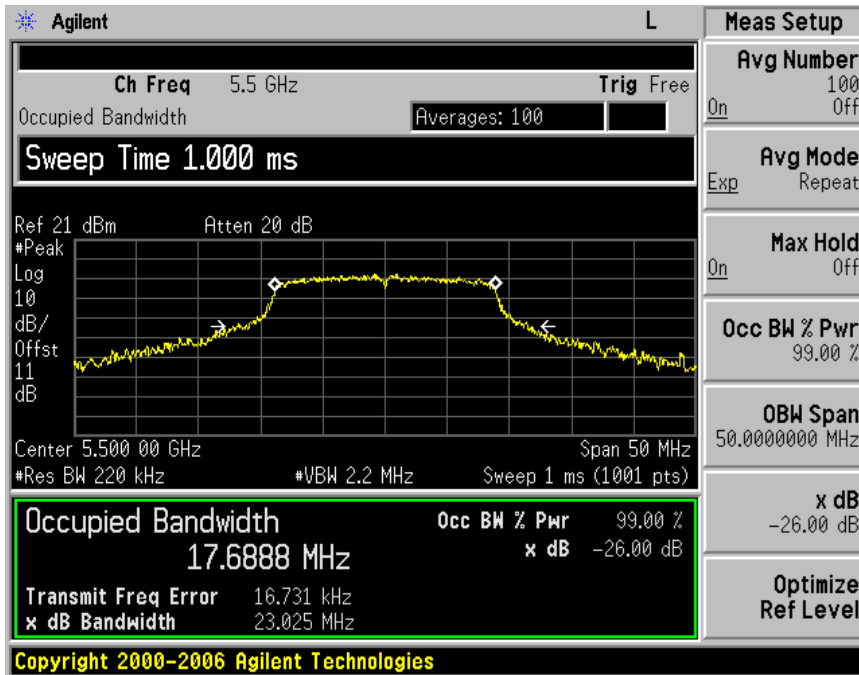 Agilent L Meas Setup
Ch Freq 5.5 GHz Trig Free
Occupied Bandwidth Averages: 100
Sweep Time 1.000 ms
Ref 21 dBm Atten 20 dB
#Peak
Log
10
dB/
Offst
11
dB
Center 5.500 00 GHz Span 50 MHz
#Res BW 220 kHz #VBW 2.2 MHz Sweep 1 ms (1001 pts)
Occupied Bandwidth Occ BW % Pwr 99.00 %
17.6888 MHz x dB -26.00 dB
Transmit Freq Error 16.731 kHz
x dB Bandwidth 23.025 MHz
Copyright 2000-2006 Agilent Technologies
Avg Number
100
On Off
Avg Mode
Exp Repeat
Max Hold
On Off
Occ BW % Pwr
99.00 %
OBW Span
50.0000000 MHz
x dB
-26.00 dB
Optimize
Ref Level